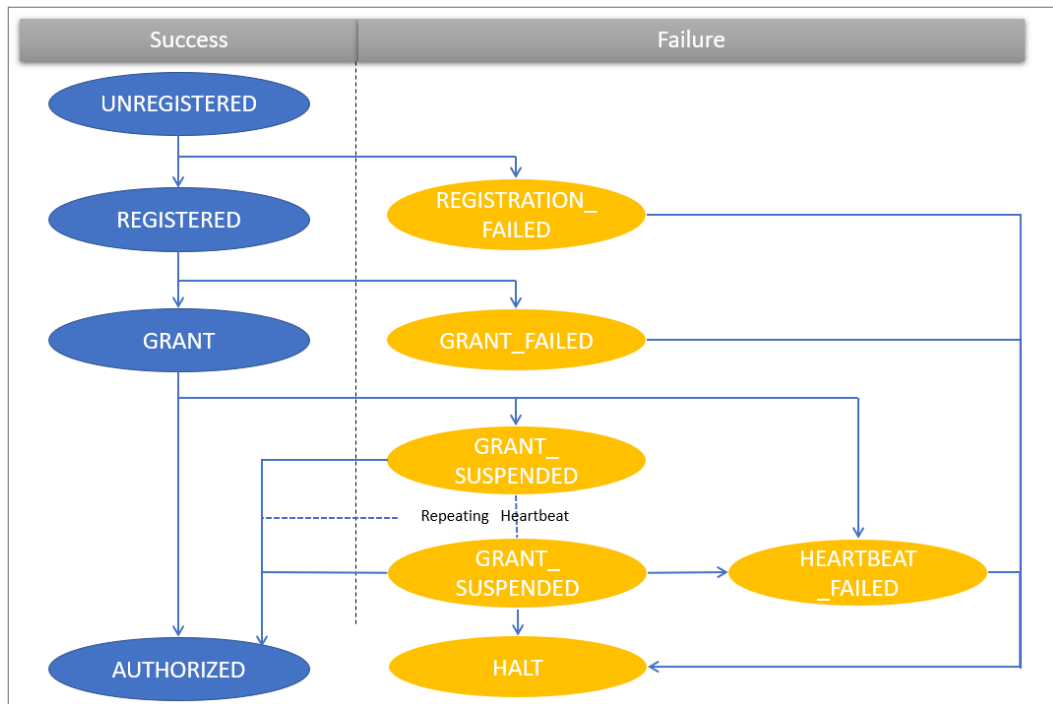 Success
Failure
UNREGISTERED
REGISTERED
REGISTRATION_
FAILED
GRANT
GRANT_FAILED
GRANT_
SUSPENDED
Repeating Heartbeat
GRANT_
SUSPENDED
HEARTBEAT
_FAILED
AUTHORIZED
HALT